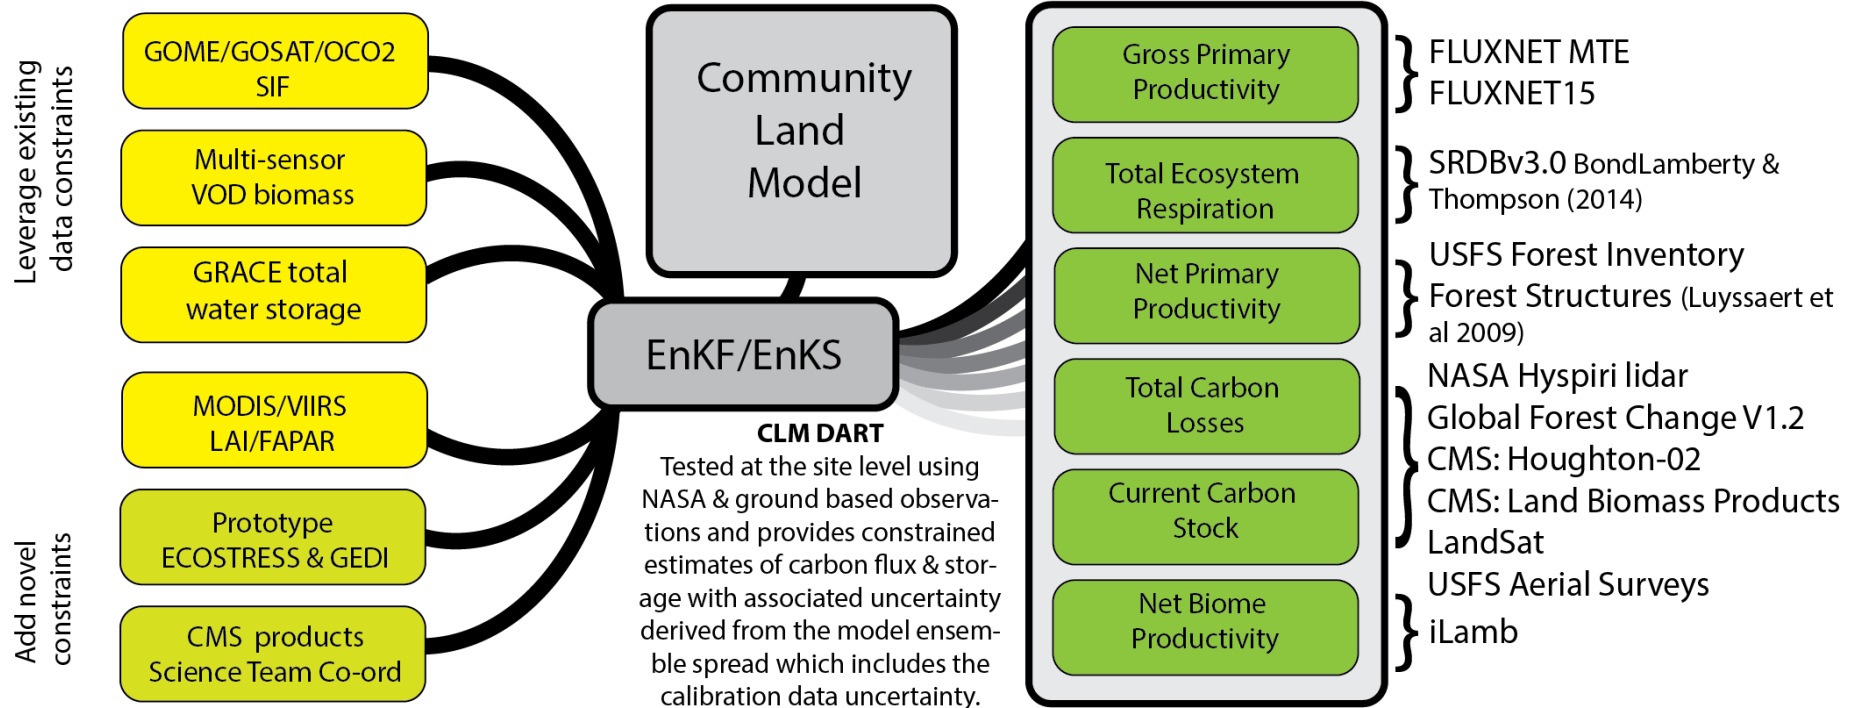 Leverage existing
data constraints
GOME/GOSAT/OCO2
SIF
Multi-sensor
VOD biomass
GRACE total
water storage
MODIS/VIIRS
LAI/FAPAR
Add novel
constraints
Prototype
ECOSTRESS & GEDI
CMS products
Science Team Co-ord
Community
Land
Model
EnKF/EnKS
CLM DART
Tested at the site level using
NASA & ground based observa-
tions and provides constrained
estimates of carbon flux & stor-
age with associated uncertainty
derived from the model ensem-
ble spread which includes the
calibration data uncertainty.
Gross Primary
Productivity
Total Ecosystem
Respiration
Net Primary
Productivity
Total Carbon
Losses
Current Carbon
Stock
Net Biome
Productivity
FLUXNET MTE
FLUXNET15
SRDBv3.0 BondLamberty &
Thompson (2014)
USFS Forest Inventory
Forest Structures (Luyssaert et
al 2009)
NASA Hyspiri lidar
Global Forest Change V1.2
CMS: Houghton-02
CMS: Land Biomass Products
LandSat
USFS Aerial Surveys
iLamb